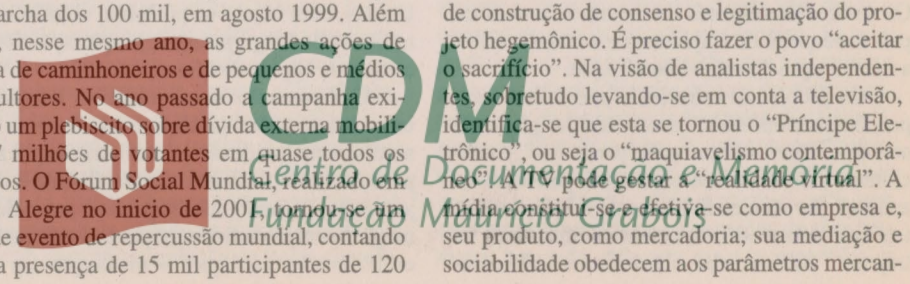 archa dos 100 mil, em agosto 1999. Além
, nesse mesmo ano, as grandes ações de
a de caminhoneiros e de pequenos e médios
ultores. No ano passado a campanha exi-
o um plebiscito sobre dívida externa mobili-
7 milhões de votantes em quase todos os
os. O Forum Social Mundial, realizado em
Alegre no inicio de 2001, tornou-se um
e evento de repercussão mundial, contando
a presença de 15 mil participantes de 120
de construção de consenso e legitimação do pro-
jeto hegemônico. É preciso fazer o povo “aceitar
o sacrifício”. Na visão de analistas independen-
tes, sobretudo levando-se em conta a televisão,
identifica-se que esta se tornou o “Príncipe Ele-
trônico”, ou seja o “maquiavelismo contemporâ-
neo”. A TV pode gestar a “realidade virtual”. A
mídia constitui-se e efetiva-se como empresa e,
seu produto, como mercadoria; sua mediação e
sociabilidade obedecem aos parâmetros mercan-
CDM
Centro de Documentação e Memória
Fundação Maurício Grabois